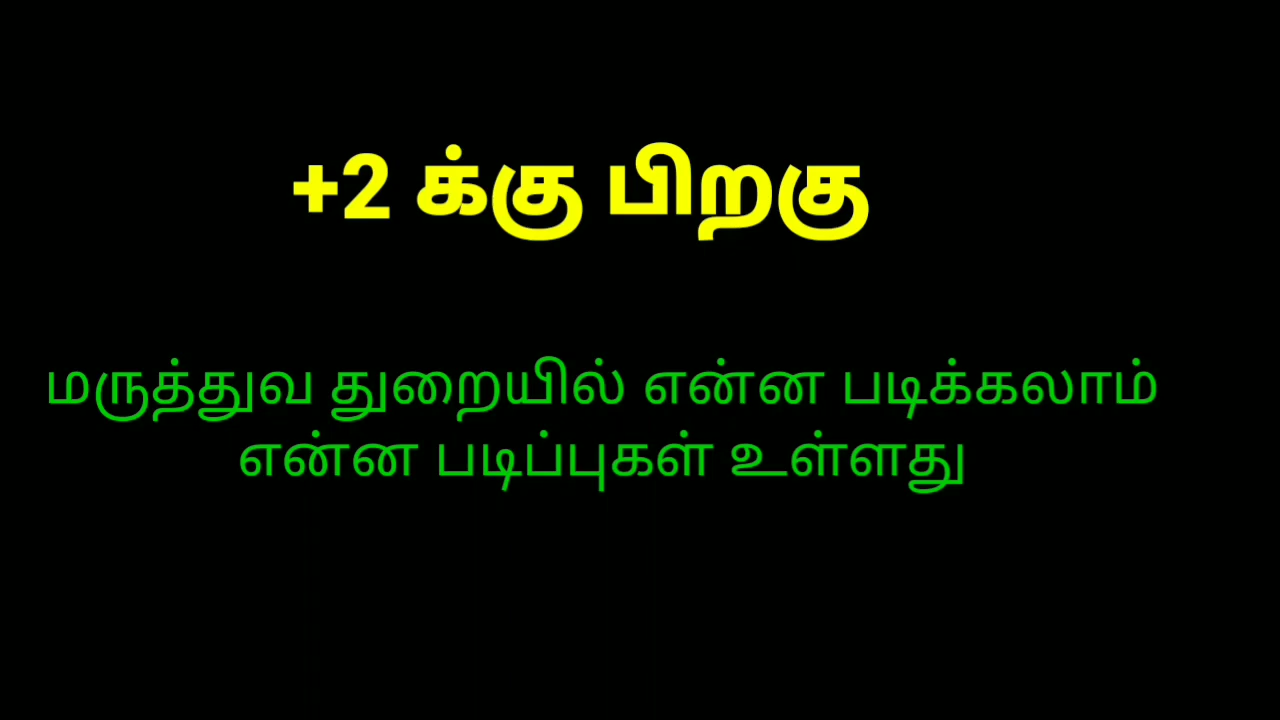 +2 க்கு பிறகு
மருத்துவ துறையில் என்ன படிக்கலாம்
என்ன படிப்புகள் உள்ளது